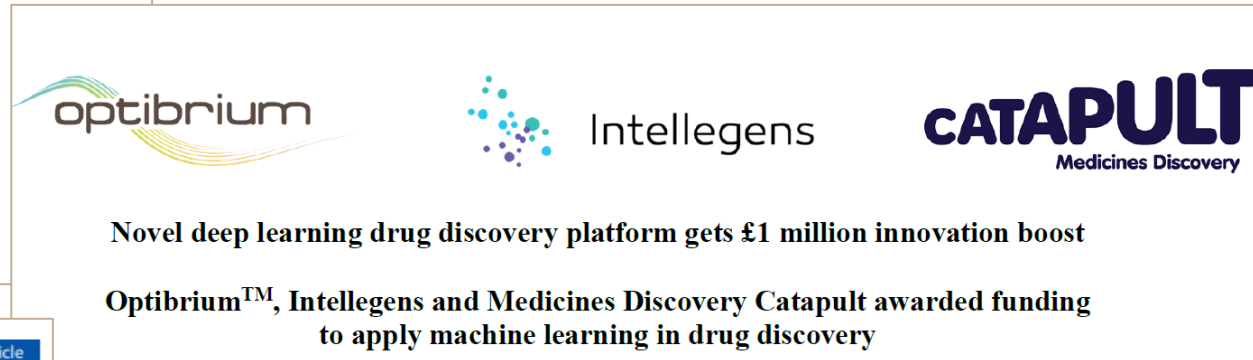 optibrium
Intellegens
CATAPULT
Medicines Discovery
Novel deep learning drug discovery platform gets £1 million innovation boost
Optibrium™, Intellegens and Medicines Discovery Catapult awarded funding
to apply machine learning in drug discovery
icle